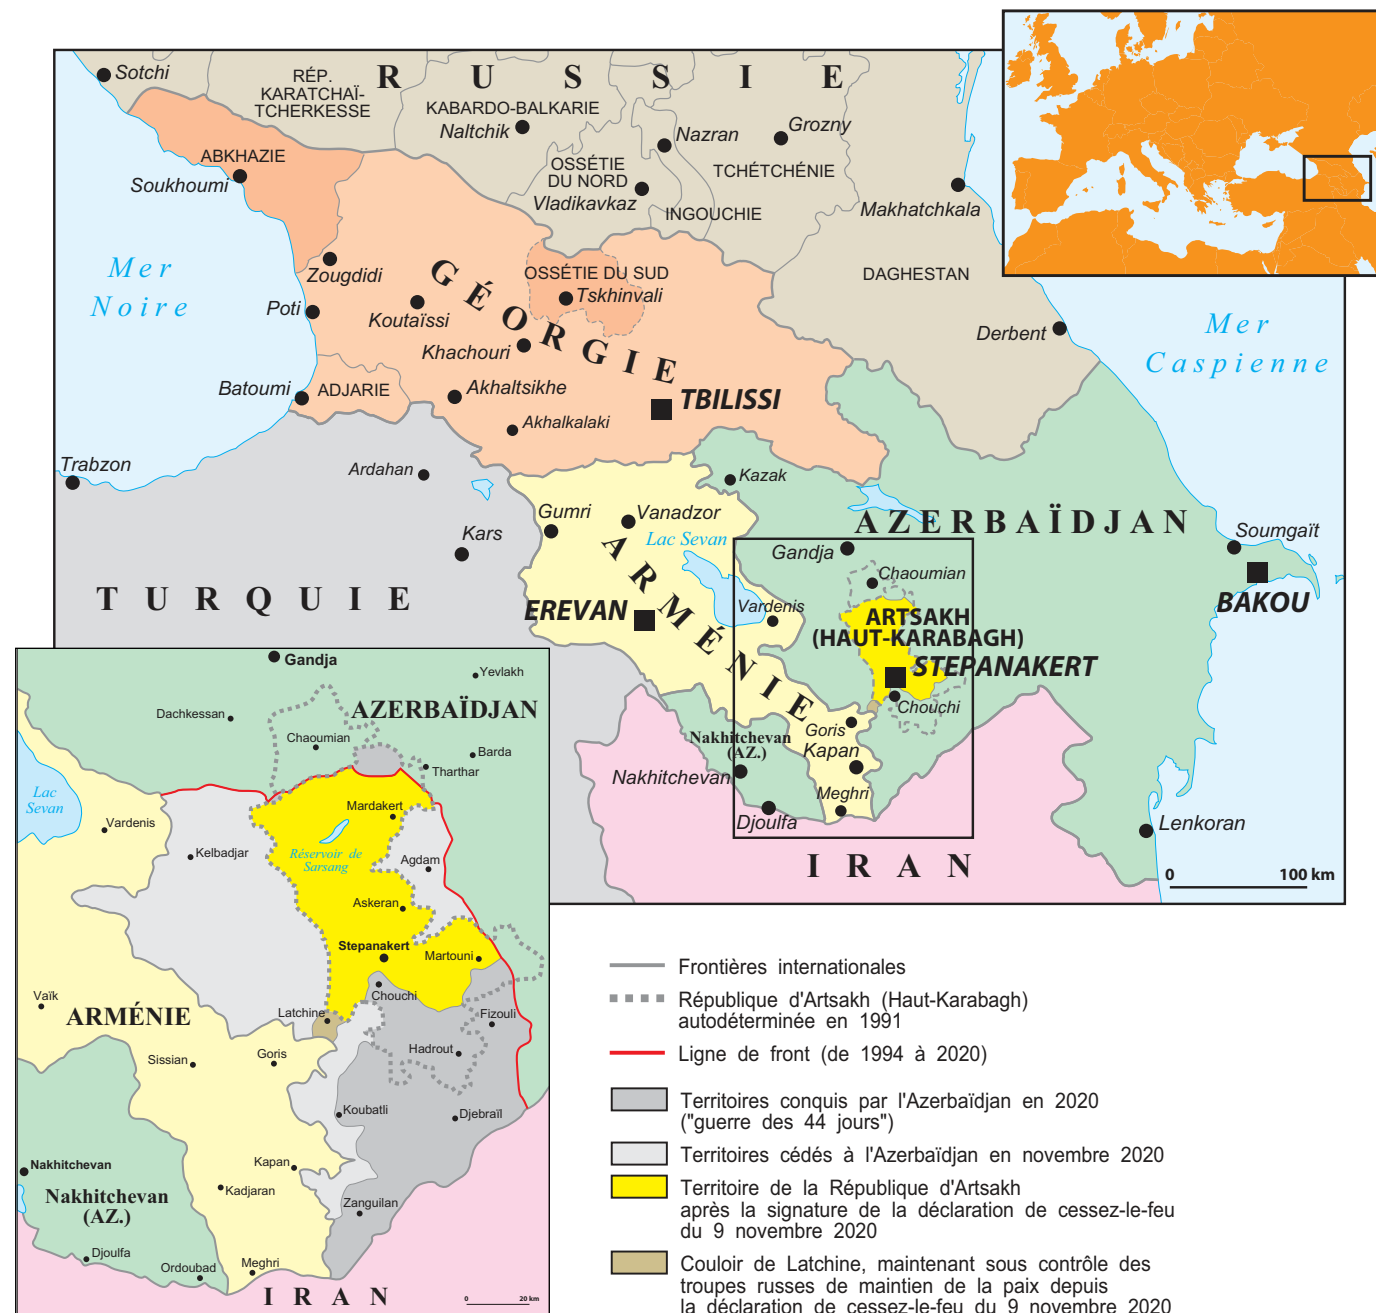 Sotchi
RÉP.
KARATCHAÏ-
TCHERKESSE
RUSSIE
KABARDO-BALKARIE
Naltchik
Nazran
Grozny
OSSÉTIE
DU NORD
Vladikavkaz
TCHÉTCHÉNIE
INGOUCHIE
Makhatchkala
ABKHAZIE
Soukhoumi
DAGHESTAN
Mer
Noire
Zougdidi
OSSÉTIE DU SUD
Tskhinvali
GÉORGIE
Poti
Koutaïssi
Khachouri
Derbent
Mer
Caspienne
Batoumi
ADJARIE
Akhaltsikhe
TBILISSI
Akhalkalaki
Trabzon
Ardahan
Kazak
Gumri
Vanadzor
Kars
Lac Sevan
AZERBAÏDJAN
Soumgaït
Gandja
Chaoumian
TURQUIE
ARMÉNIE
EREVAN
Vardenis
BAKOU
ARTSAKH
(HAUT-KARABAGH)
STEPANAKERT
Chouchi
Goris
Nakhitchevan
(AZ.)
Kapan
Nakhitchevan
Meghri
Djoulfa
Lenkoran
IRAN
0 100 km
Gandja
Yevlakh
Dachkessan
AZERBAÏDJAN
Chaoumian
Barda
Tharthar
Lac
Sevan
Mardakert
Vardenis
Kelbadjar
Réservoir de
Sarsang
Agdam
Askeran
Stepanakert
Martouni
Vaïk
Chouchi
ARMÉNIE
Latchine
Fizouli
Sissian
Goris
Hadrout
Koubatli
Djebraïl
Nakhitchevan
Kapan
Kadjaran
Nakhitchevan
(AZ.)
Zanguilan
Djoulfa
Ordoubad
Meghri
IRAN
0 20 km
Frontières internationales
République d'Artsakh (Haut-Karabagh)
autodéterminée en 1991
Ligne de front (de 1994 à 2020)
Territoires conquis par l'Azerbaïdjan en 2020
("guerre des 44 jours")
Territoires cédés à l'Azerbaïdjan en novembre 2020
Territoire de la République d'Artsakh
après la signature de la déclaration de cessez-le-feu
du 9 novembre 2020
Couloir de Latchine, maintenant sous contrôle des
troupes russes de maintien de la paix depuis
la déclaration de cessez-le-feu du 9 novembre 2020